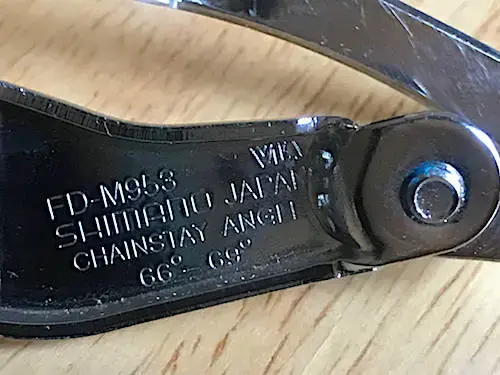 FD-M953
SHIMANO JAPAN
CHAINSTAY ANGLE
66°-69°